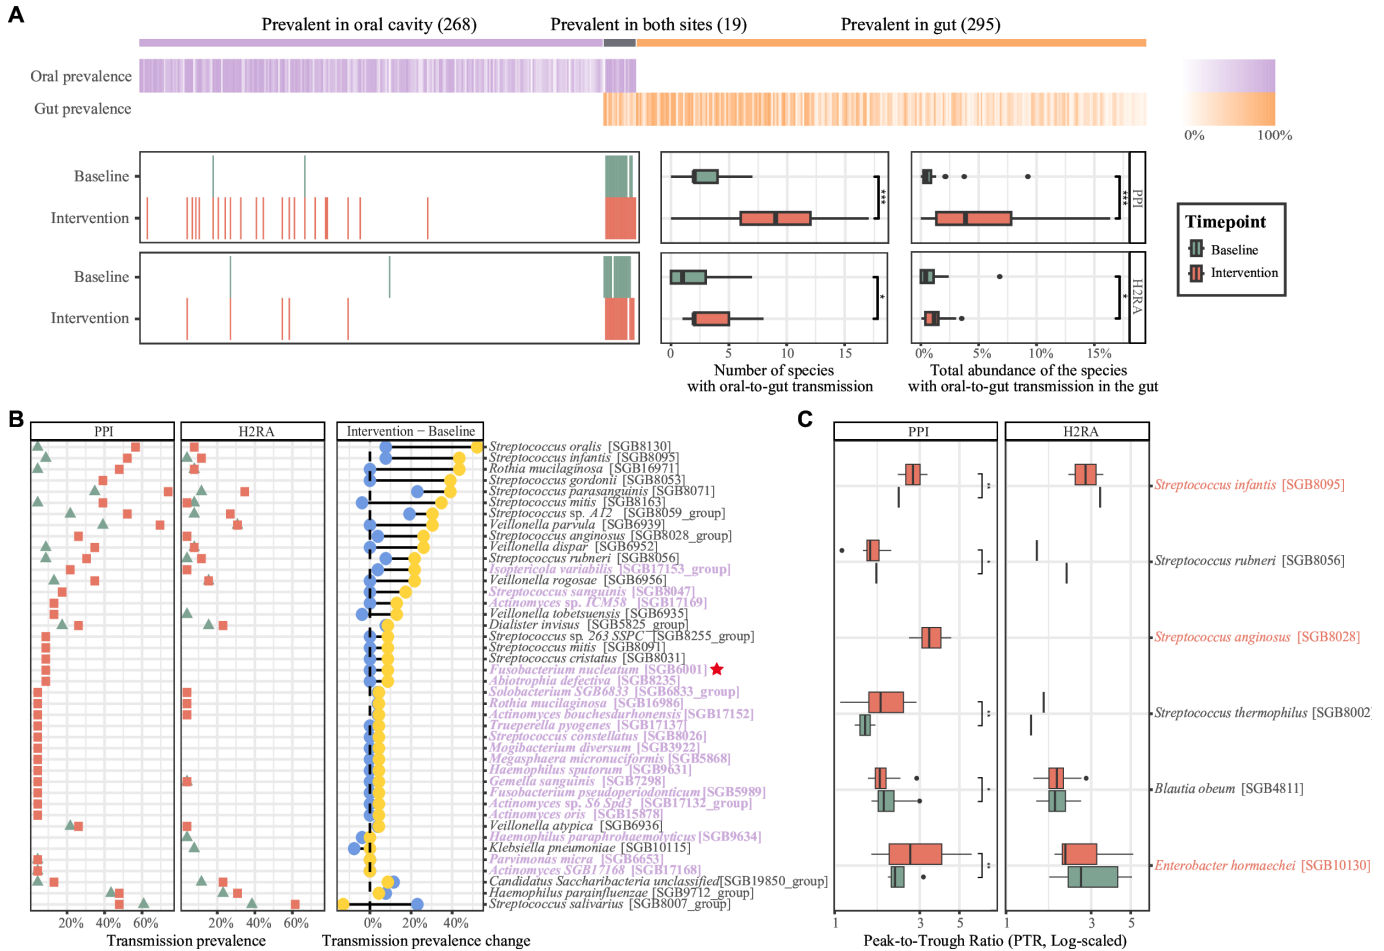 A
Prevalent in oral cavity (268)
Prevalent in both sites (19)
Prevalent in gut (295)
Oral prevalence
Gut prevalence
0%
100%
Baseline
Intervention
***
***
PPI
Baseline
Intervention
*
*
H2RA
0 5 10 15
Number of species
with oral-to-gut transmission
0% 5% 10% 15%
Total abundance of the species
with oral-to-gut transmission in the gut
Timepoint
Baseline
Intervention
B
PPI
H2RA
Intervention − Baseline
Streptococcus oralis [SGB8130]
Streptococcus infantis [SGB8095]
Rothia mucilaginosa [SGB16971]
Streptococcus gordonii [SGB8053]
Streptococcus parasanguinis [SGB8071]
Streptococcus mitis [SGB8163]
Streptococcus sp. A12 [SGB8059_group]
Veillonella parvula [SGB6939]
Streptococcus anginosus [SGB8028_group]
Veillonella dispar [SGB6952]
Streptococcus rubneri [SGB8056]
Isoptericola variabilis [SGB17153_group]
Veillonella rogosae [SGB6956]
Streptococcus sanguinis [SGB8047]
Actinomyces sp. ICM58 [SGB17169]
Veillonella tobetsuensis [SGB6935]
Dialister invisus [SGB5825_group]
Streptococcus sp. 263 SSPC [SGB8255_group]
Streptococcus mitis [SGB8091]
Streptococcus cristatus [SGB8031]
Fusobacterium nucleatum [SGB6001]
Abiotrophia defectiva [SGB8235]
Solobacterium SGB6833 [SGB6833_group]
Rothia mucilaginosa [SGB16986]
Actinomyces bouchesdurhonensis [SGB17152]
Trueperella pyogenes [SGB17137]
Streptococcus constellatus [SGB8026]
Mogibacterium diversum [SGB3922]
Megasphaera micronuciformis [SGB5868]
Haemophilus sputorum [SGB9631]
Gemella sanguinis [SGB7298]
Fusobacterium pseudoperiodonticum [SGB5989]
Actinomyces sp. S6 Spd3 [SGB17132_group]
Actinomyces oris [SGB15878]
Veillonella atypica [SGB6936]
Haemophilus paraphrohaemolyticus [SGB9634]
Klebsiella pneumoniae [SGB10115]
Parvimonas micra [SGB6653]
Actinomyces SGB17168 [SGB17168]
Candidatus Saccharibacteria unclassified [SGB19850_group]
Haemophilus parainfluenzae [SGB9712_group]
Streptococcus salivarius [SGB8007_group]
20% 40% 60%
20% 40% 60%
0% 20% 40%
Transmission prevalence
Transmission prevalence change
C
PPI
H2RA
**
Streptococcus infantis [SGB8095]
*
Streptococcus rubneri [SGB8056]
Streptococcus anginosus [SGB8028]
**
Streptococcus thermophilus [SGB8002]
*
Blautia obeum [SGB4811]
**
Enterobacter hormaechei [SGB10130]
1 3 5
1 3 5
Peak-to-Trough Ratio (PTR, Log-scaled)